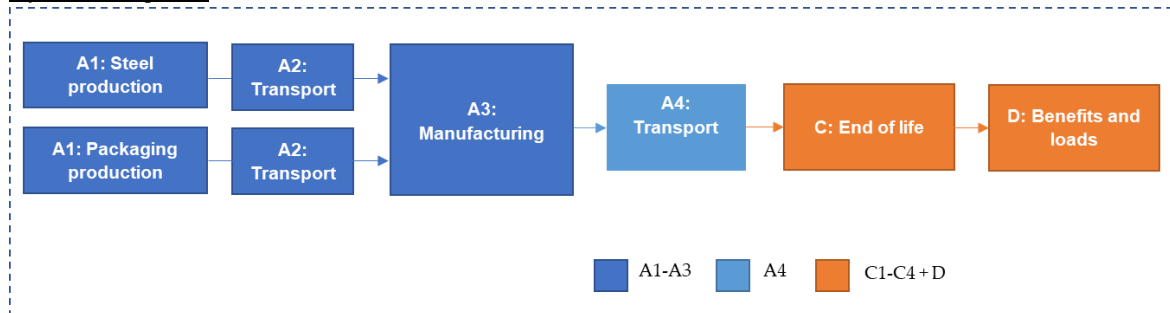 A1: Steel
production
A2:
Transport
A1: Packaging
production
A2:
Transport
A3:
Manufacturing
A4:
Transport
C: End of life
D: Benefits and
loads
A1-A3
A4
C1-C4 + D